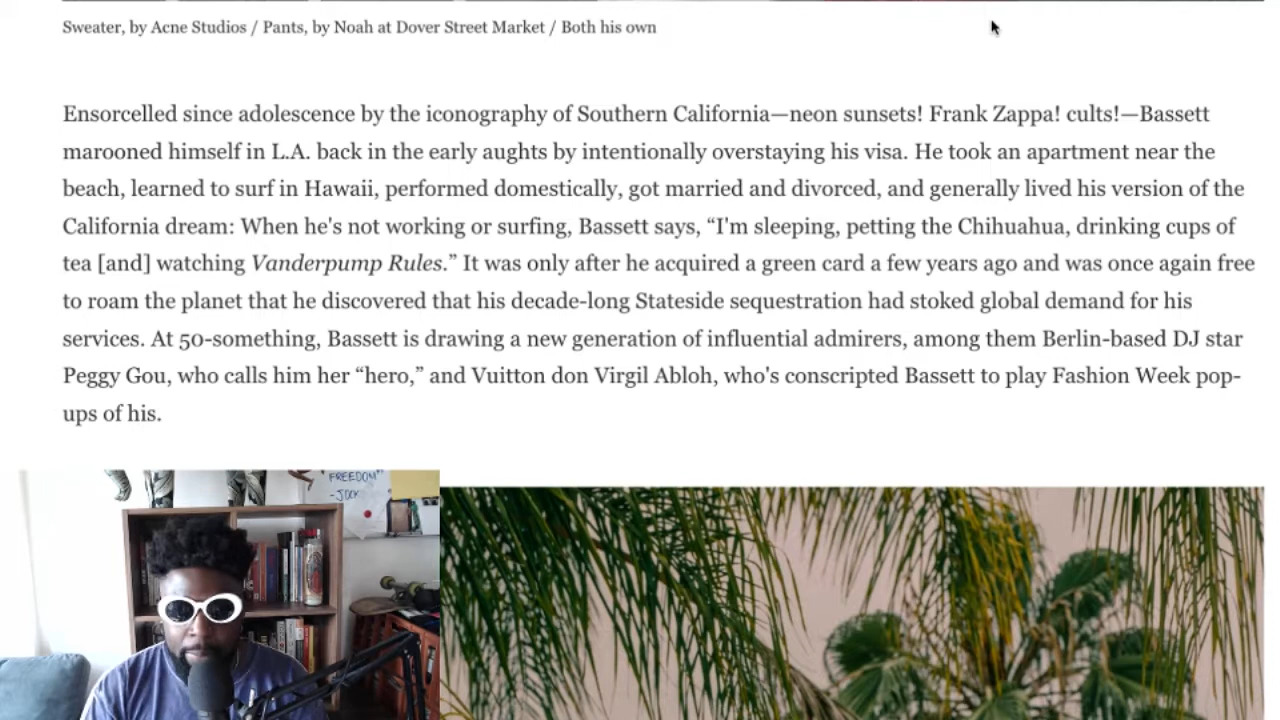 Sweater, by Acne Studios / Pants, by Noah at Dover Street Market / Both his own
Ensorcelled since adolescence by the iconography of Southern California—neon sunsets! Frank Zappa! cults!—Bassett
marooned himself in L.A. back in the early aughts by intentionally overstaying his visa. He took an apartment near the
beach, learned to surf in Hawaii, performed domestically, got married and divorced, and generally lived his version of the
California dream: When he's not working or surfing, Bassett says, “I'm sleeping, petting the Chihuahua, drinking cups of
tea [and] watching Vanderpump Rules.” It was only after he acquired a green card a few years ago and was once again free
to roam the planet that he discovered that his decade-long Stateside sequestration had stoked global demand for his
services. At 50-something, Bassett is drawing a new generation of influential admirers, among them Berlin-based DJ star
Peggy Gou, who calls him her “hero,” and Vuitton don Virgil Abloh, who's conscripted Bassett to play Fashion Week pop-
ups of his.
FREEDOM"